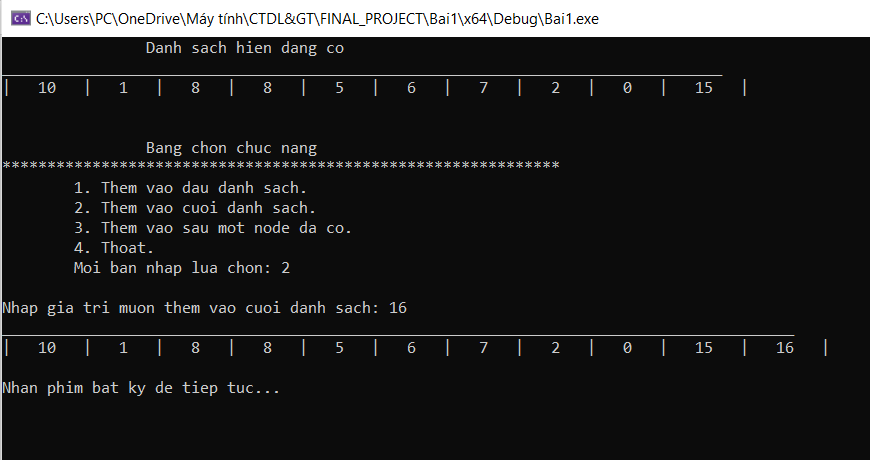 C:\Users\PC\OneDrive\Máy tính\CTDL&GT\FINAL_PROJECT\Bai1\x64\Debug\Bai1.exe
Danh sach hien dang co
________________________________________________________________________________
|   10   |   1   |   8   |   8   |   5   |   6   |   7   |   2   |   0   |   15   |
Bang chon chuc nang
**************************************************************
1. Them vao dau danh sach.
2. Them vao cuoi danh sach.
3. Them vao sau mot node da co.
4. Thoat.
Moi ban nhap lua chon: 2
Nhap gia tri muon them vao cuoi danh sach: 16
________________________________________________________________________________________
|   10   |   1   |   8   |   8   |   5   |   6   |   7   |   2   |   0   |   15   |   16   |
Nhan phim bat ky de tiep tuc...